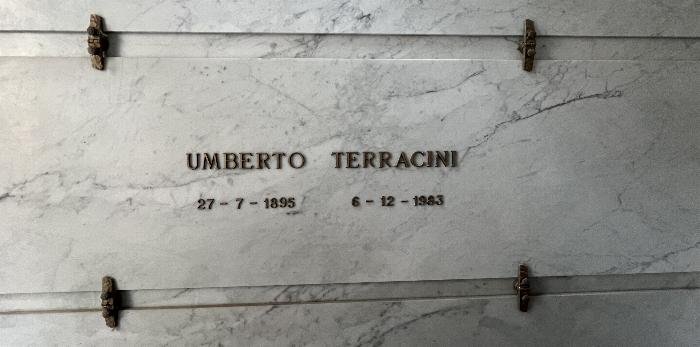 UMBERTO TERRACINI
27 - 7 - 1895 6 - 12 - 1983